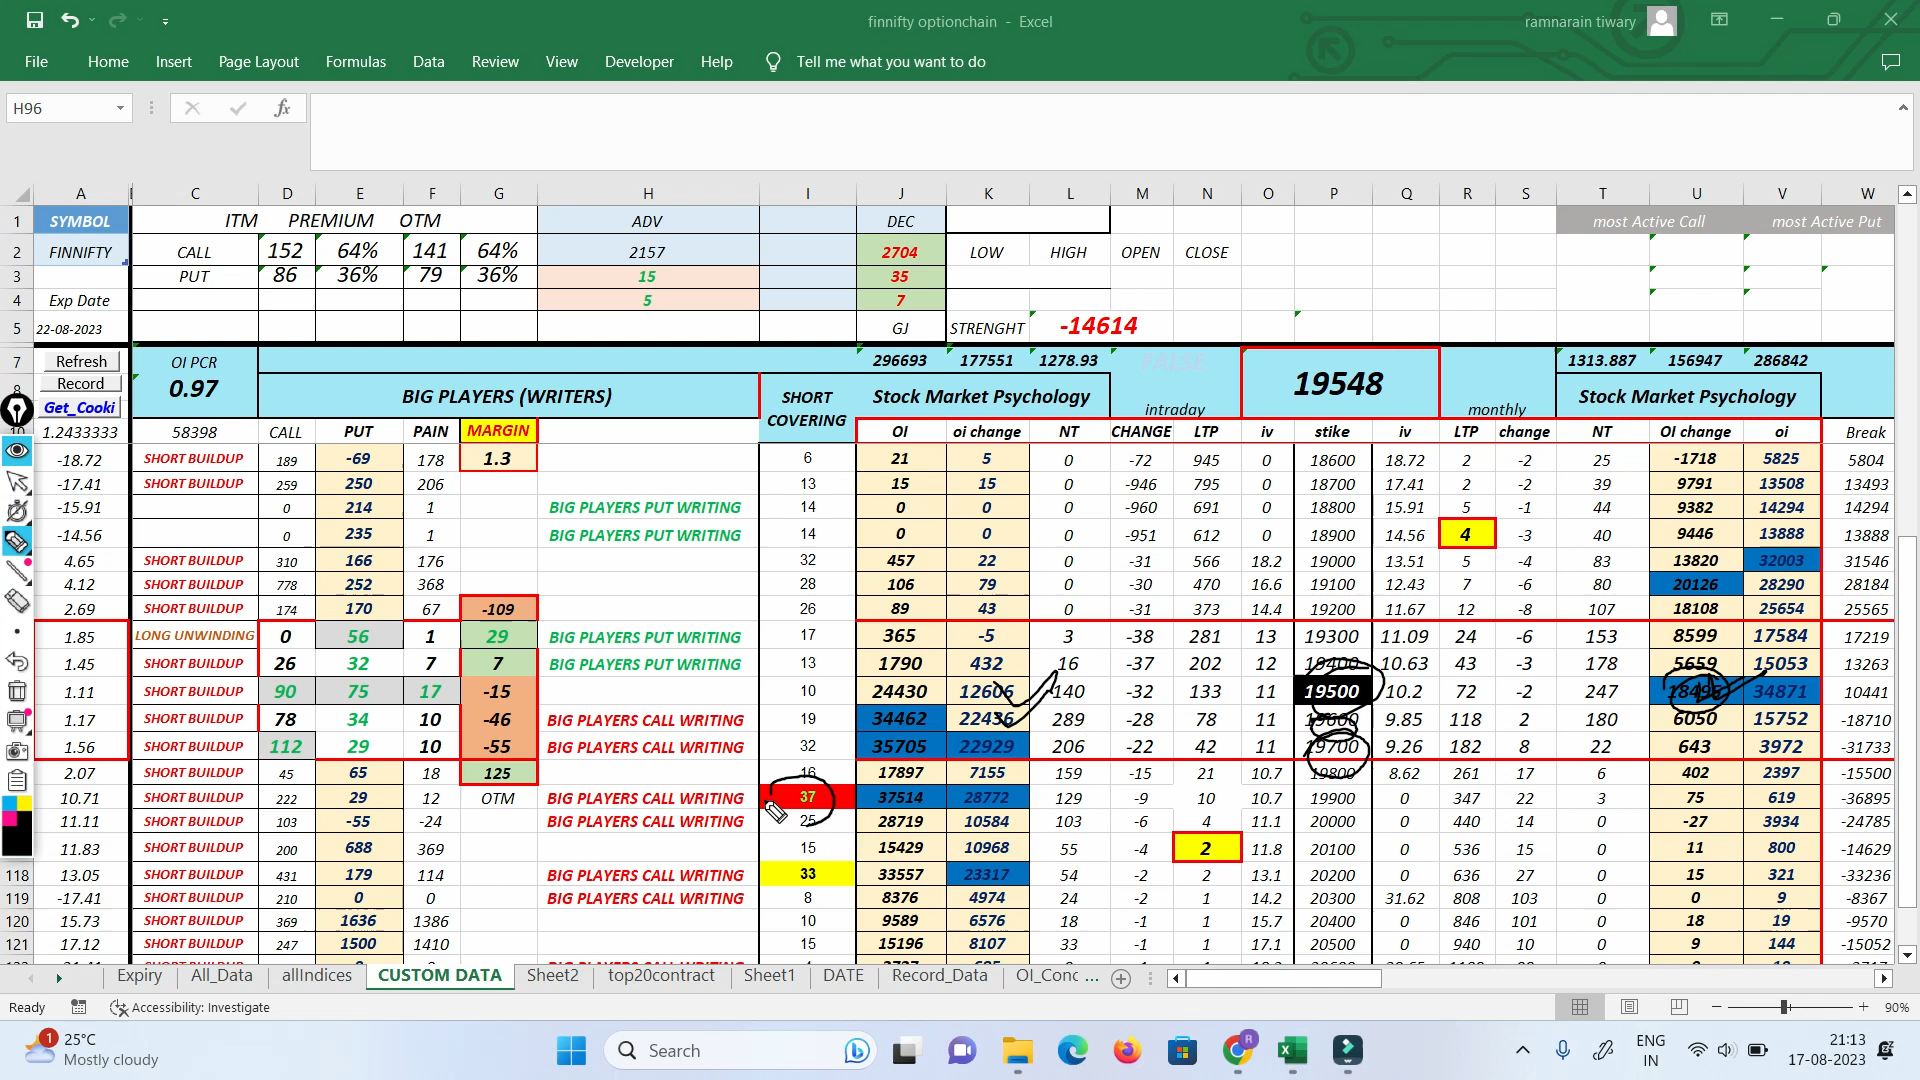 finnifty optionchain - Excel ramnarain tiwary
File Home Insert Page Layout Formulas Data Review View Developer Help Tell me what you want to do
H96 fx
A C D E F G H I J K L M N O P Q R S T U V W
1 SYMBOL ITM PREMIUM OTM ADV DEC most Active Call most Active Put
2 FINNIFTY CALL 152 64% 141 64% 2157 2704 LOW HIGH OPEN CLOSE
3 PUT 86 36% 79 36% 15 35
4 Exp Date 5 7
5 22-08-2023 GJ STRENGHT -14614
7 Refresh OI PCR 296693 177551 1278.93 FALSE 19548 1313.887 156947 286842
8 Record 0.97 BIG PLAYERS (WRITERS) SHORT COVERING Stock Market Psychology intraday monthly Stock Market Psychology
Get_Cooki
1.2433333 58398 CALL PUT PAIN MARGIN OI oi change NT CHANGE LTP iv stike iv LTP change NT OI change oi Break
-18.72 SHORT BUILDUP 189 -69 178 1.3 6 21 5 0 -72 945 0 18600 18.72 2 -2 25 -1718 5825 5804
-17.41 SHORT BUILDUP 259 250 206 13 15 15 0 -946 795 0 18700 17.41 2 -2 39 9791 13508 13493
-15.91 0 214 1 BIG PLAYERS PUT WRITING 14 0 0 0 -960 691 0 18800 15.91 5 -1 44 9382 14294 14294
-14.56 0 235 1 BIG PLAYERS PUT WRITING 14 0 0 0 -951 612 0 18900 14.56 4 -3 40 9446 13888 13888
4.65 SHORT BUILDUP 310 166 176 32 457 22 0 -31 566 18.2 19000 13.51 5 -4 83 13820 32003 31546
4.12 SHORT BUILDUP 778 252 368 28 106 79 0 -30 470 16.6 19100 12.43 7 -6 80 20126 28290 28184
2.69 SHORT BUILDUP 174 170 67 -109 26 89 43 0 -31 373 14.4 19200 11.67 12 -8 107 18108 25654 25565
1.85 LONG UNWINDING 0 56 1 29 BIG PLAYERS PUT WRITING 17 365 -5 3 -38 281 13 19300 11.09 24 -6 153 8599 17584 17219
1.45 SHORT BUILDUP 26 32 7 7 BIG PLAYERS PUT WRITING 13 1790 432 16 -37 202 12 19400 10.63 43 -3 178 5659 15053 13263
1.11 SHORT BUILDUP 90 75 17 -15 10 24430 12606 140 -32 133 11 19500 10.2 72 -2 247 34871 10441
1.17 SHORT BUILDUP 78 34 10 -46 BIG PLAYERS CALL WRITING 19 34462 22436 289 -28 78 11 19600 9.85 118 2 180 6050 15752 -18710
1.56 SHORT BUILDUP 112 29 10 -55 BIG PLAYERS CALL WRITING 32 35705 22929 206 -22 42 11 19700 9.26 182 8 22 643 3972 -31733
2.07 SHORT BUILDUP 45 65 18 125 16 17897 7155 159 -15 21 10.7 19800 8.62 261 17 6 402 2397 -15500
10.71 SHORT BUILDUP 222 29 12 OTM BIG PLAYERS CALL WRITING 37 37514 28772 129 -9 10 10.7 19900 0 347 22 3 75 619 -36895
11.11 SHORT BUILDUP 103 -55 -24 BIG PLAYERS CALL WRITING 25 28719 10584 103 -6 4 11.1 20000 0 440 14 0 -27 3934 -24785
11.83 SHORT BUILDUP 200 688 369 15 15429 10968 55 -4 2 11.8 20100 0 536 15 0 11 800 -14629
118 13.05 SHORT BUILDUP 431 179 114 BIG PLAYERS CALL WRITING 33 33557 23317 54 -2 2 13.1 20200 0 636 27 0 15 321 -33236
119 -17.41 SHORT BUILDUP 210 0 0 BIG PLAYERS CALL WRITING 8 8376 4974 24 -2 1 14.2 20300 31.62 808 103 0 0 9 -8367
120 15.73 SHORT BUILDUP 369 1636 1386 10 9589 6576 18 -1 1 15.7 20400 0 846 101 0 18 19 -9570
121 17.12 SHORT BUILDUP 247 1500 1410 15 15196 8107 33 -1 1 17.1 20500 0 940 10 0 9 144 -15052
Expiry All_Data allIndices CUSTOM DATA Sheet2 top20contract Sheet1 DATE Record_Data OI_Conc ...
Ready Accessibility: Investigate 90%
1 25°C Mostly cloudy Search ENG IN 21:13 17-08-2023